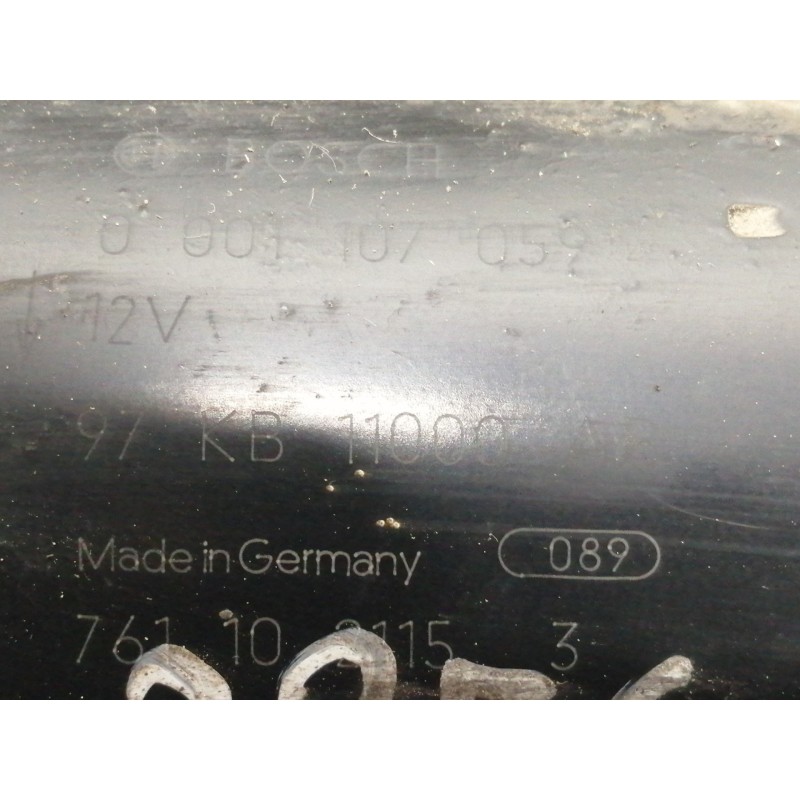 BOSCH
0 001 107 059
12V
97 KB 11000
Made in Germany 089
761 10 2115 3